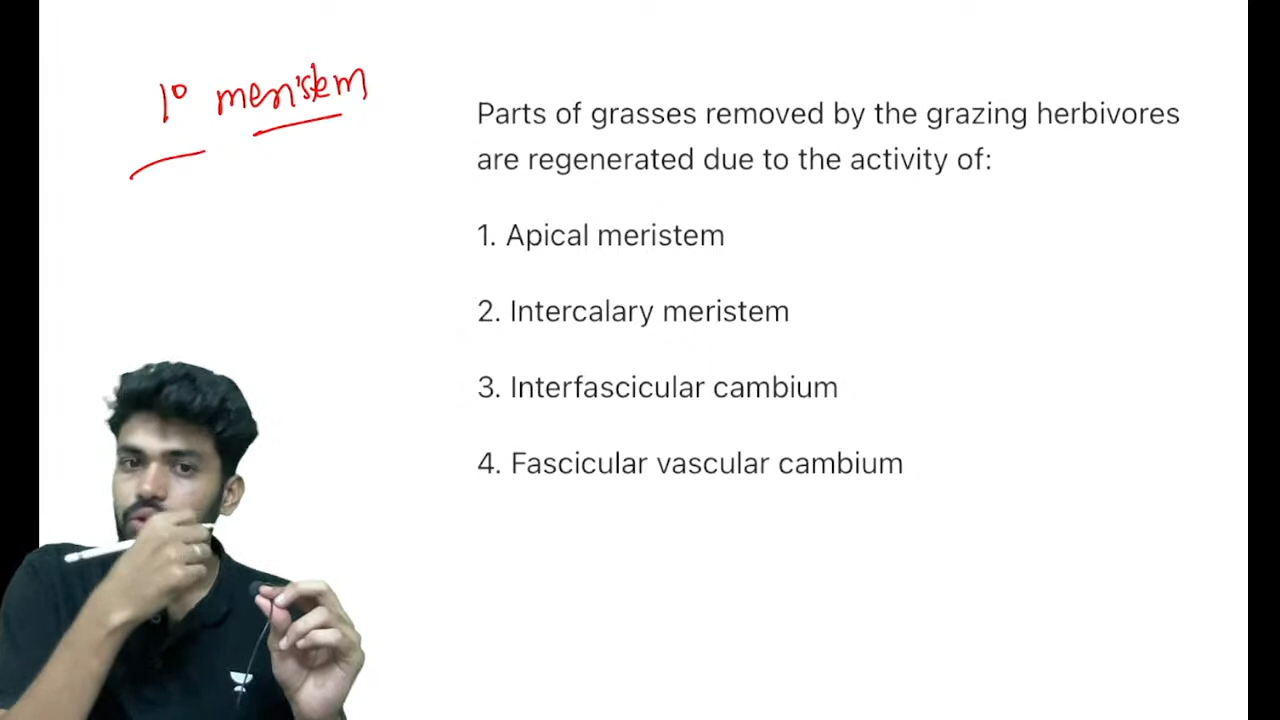 1° meristem
Parts of grasses removed by the grazing herbivores
are regenerated due to the activity of:
1. Apical meristem
2. Intercalary meristem
3. Interfascicular cambium
4. Fascicular vascular cambium